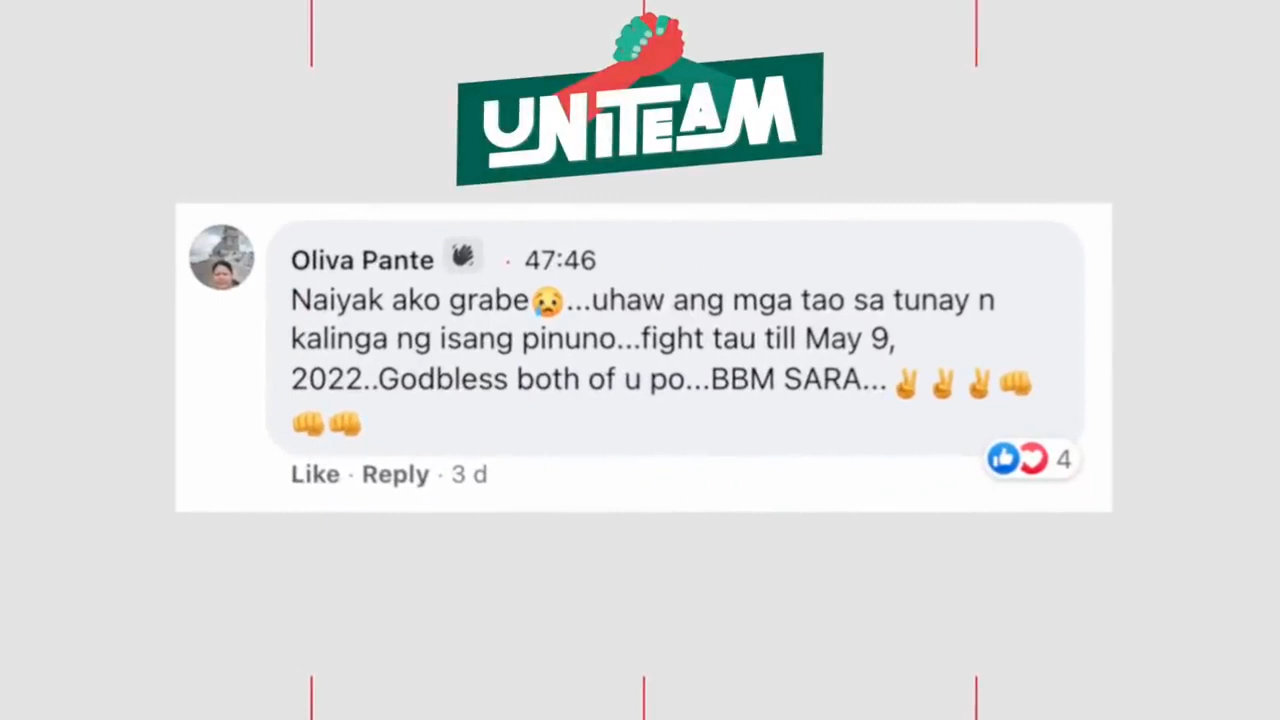 UNITEAM
Oliva Pante · 47:46
Naiyak ako grabe😢...uhaw ang mga tao sa tunay n
kalinga ng isang pinuno...fight tau till May 9,
2022..Godbless both of u po...BBM SARA...✌️✌️✌️👊
👊👊
Like · Reply · 3 d
4